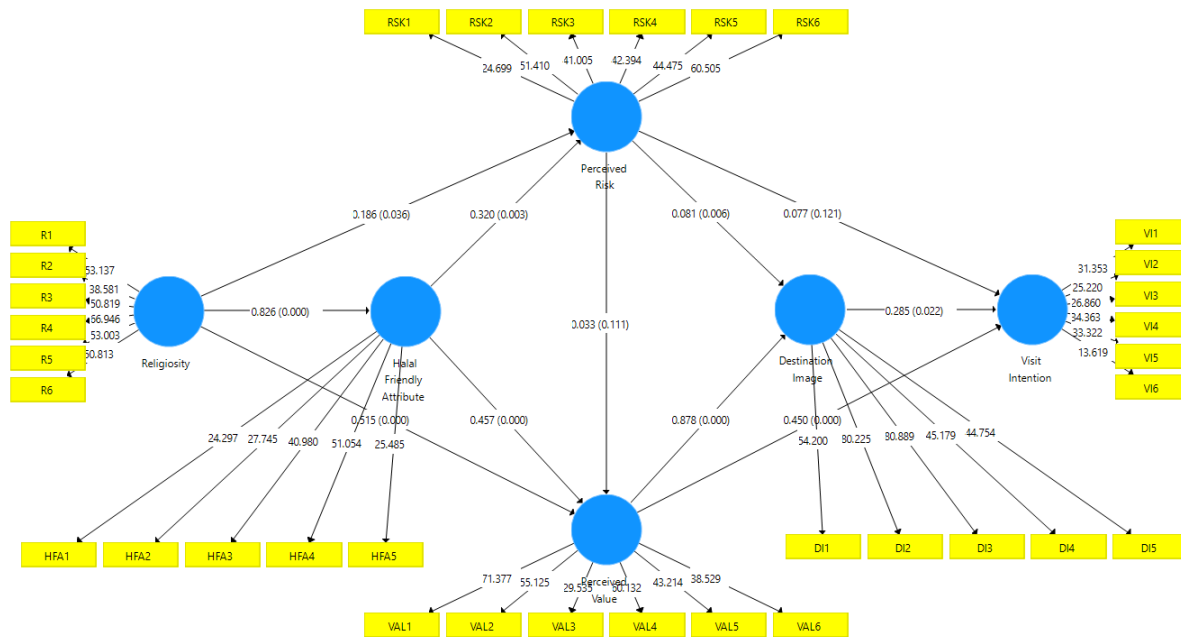 RSK1 RSK2 RSK3 RSK4 RSK5 RSK6
24.699 51.410 41.005 42.394 44.475 60.505
Perceived
Risk
0.186 (0.036) 0.320 (0.003) 0.081 (0.006) 0.077 (0.121)
R1
R2
R3
R4
R5
R6
53.137
38.581
50.819
66.946
53.003
50.813
Religiosity
0.826 (0.000)
Halal
Friendly
Attribute
0.033 (0.111)
Destination
Image
0.285 (0.022)
Visit
Intention
31.353
25.220
26.860
34.363
33.322
13.619
VI1
VI2
VI3
VI4
VI5
VI6
0.515 (0.000) 0.457 (0.000) 0.878 (0.000) 0.450 (0.000)
24.297 27.745 40.980 51.054 25.485
54.200 80.225 80.889 45.179 44.754
HFA1 HFA2 HFA3 HFA4 HFA5
DI1 DI2 DI3 DI4 DI5
Perceived
Value
71.377 55.125 29.535 60.132 43.214 38.529
VAL1 VAL2 VAL3 VAL4 VAL5 VAL6